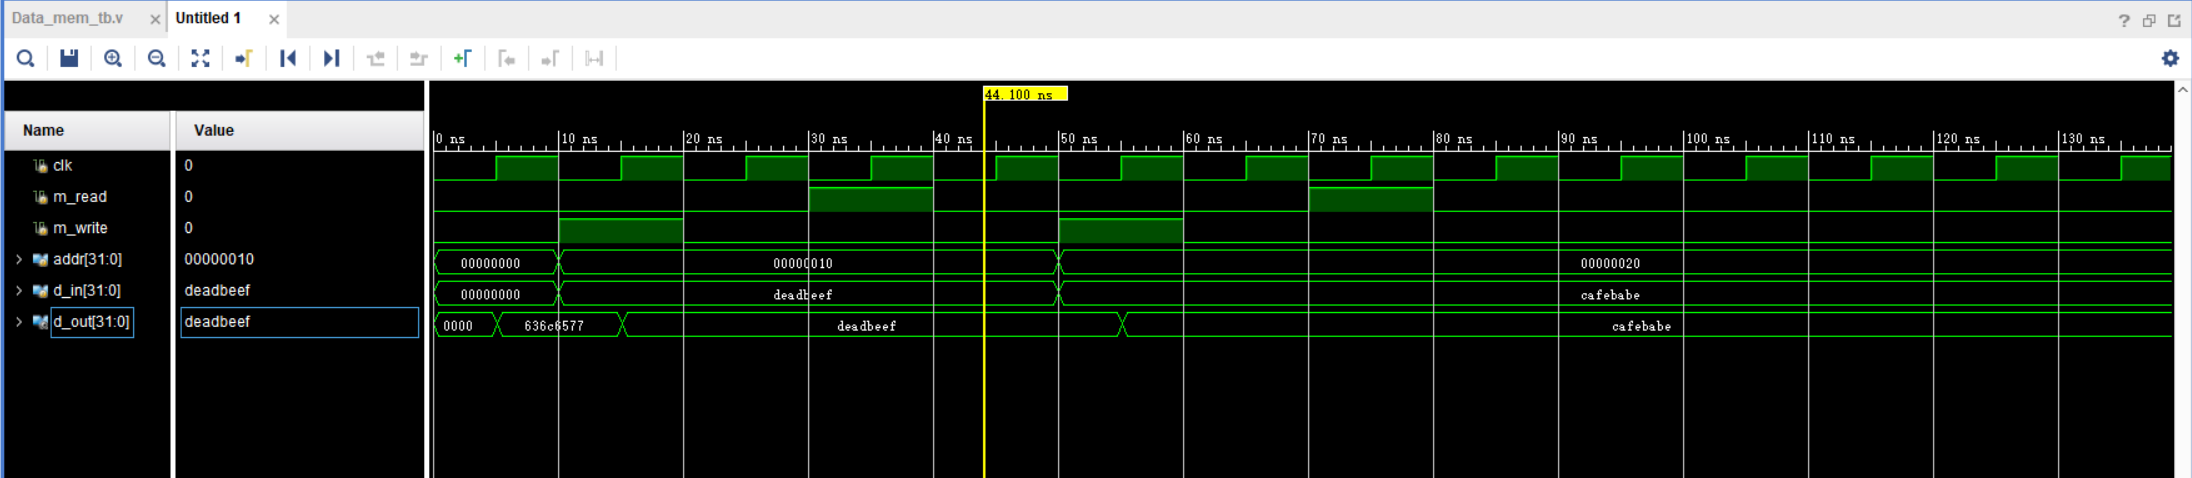 Data_mem_tb.v Untitled 1
44.100 ns
Name Value
0 ns 10 ns 20 ns 30 ns 40 ns 50 ns 60 ns 70 ns 80 ns 90 ns 100 ns 110 ns 120 ns 130 ns
clk 0
m_read 0
m_write 0
addr[31:0] 00000010 00000000 00000010 00000020
d_in[31:0] deadbeef 00000000 deadbeef cafebabe
d_out[31:0] deadbeef 0000 636c6577 deadbeef cafebabe